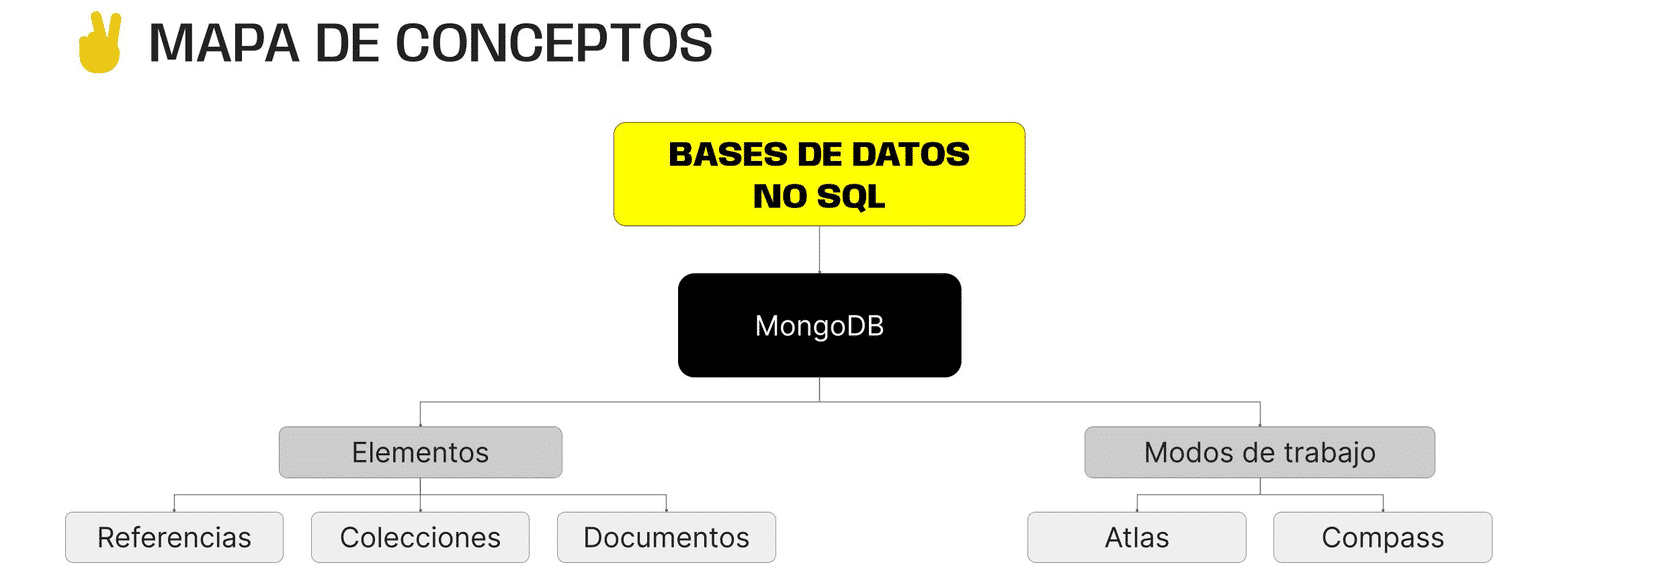 MAPA DE CONCEPTOS
BASES DE DATOS
NO SQL
MongoDB
Elementos
Modos de trabajo
Referencias
Colecciones
Documentos
Atlas
Compass